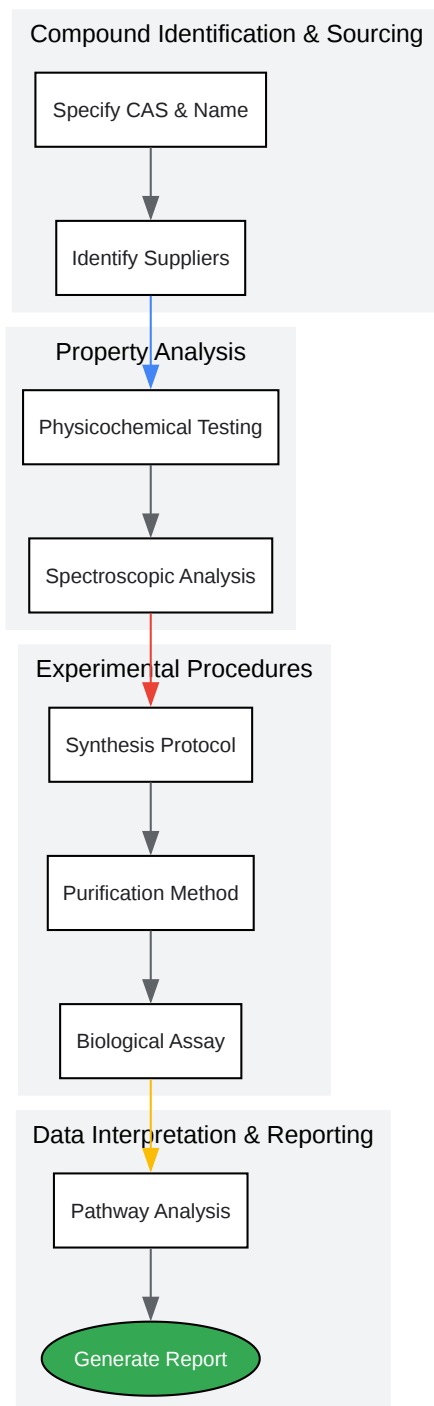 Compound Identification & Sourcing
Specify CAS & Name
Identify Suppliers
Property Analysis
Physicochemical Testing
Spectroscopic Analysis
Experimental Procedures
Synthesis Protocol
Purification Method
Biological Assay
Data Interpretation & Reporting
Pathway Analysis
Generate Report